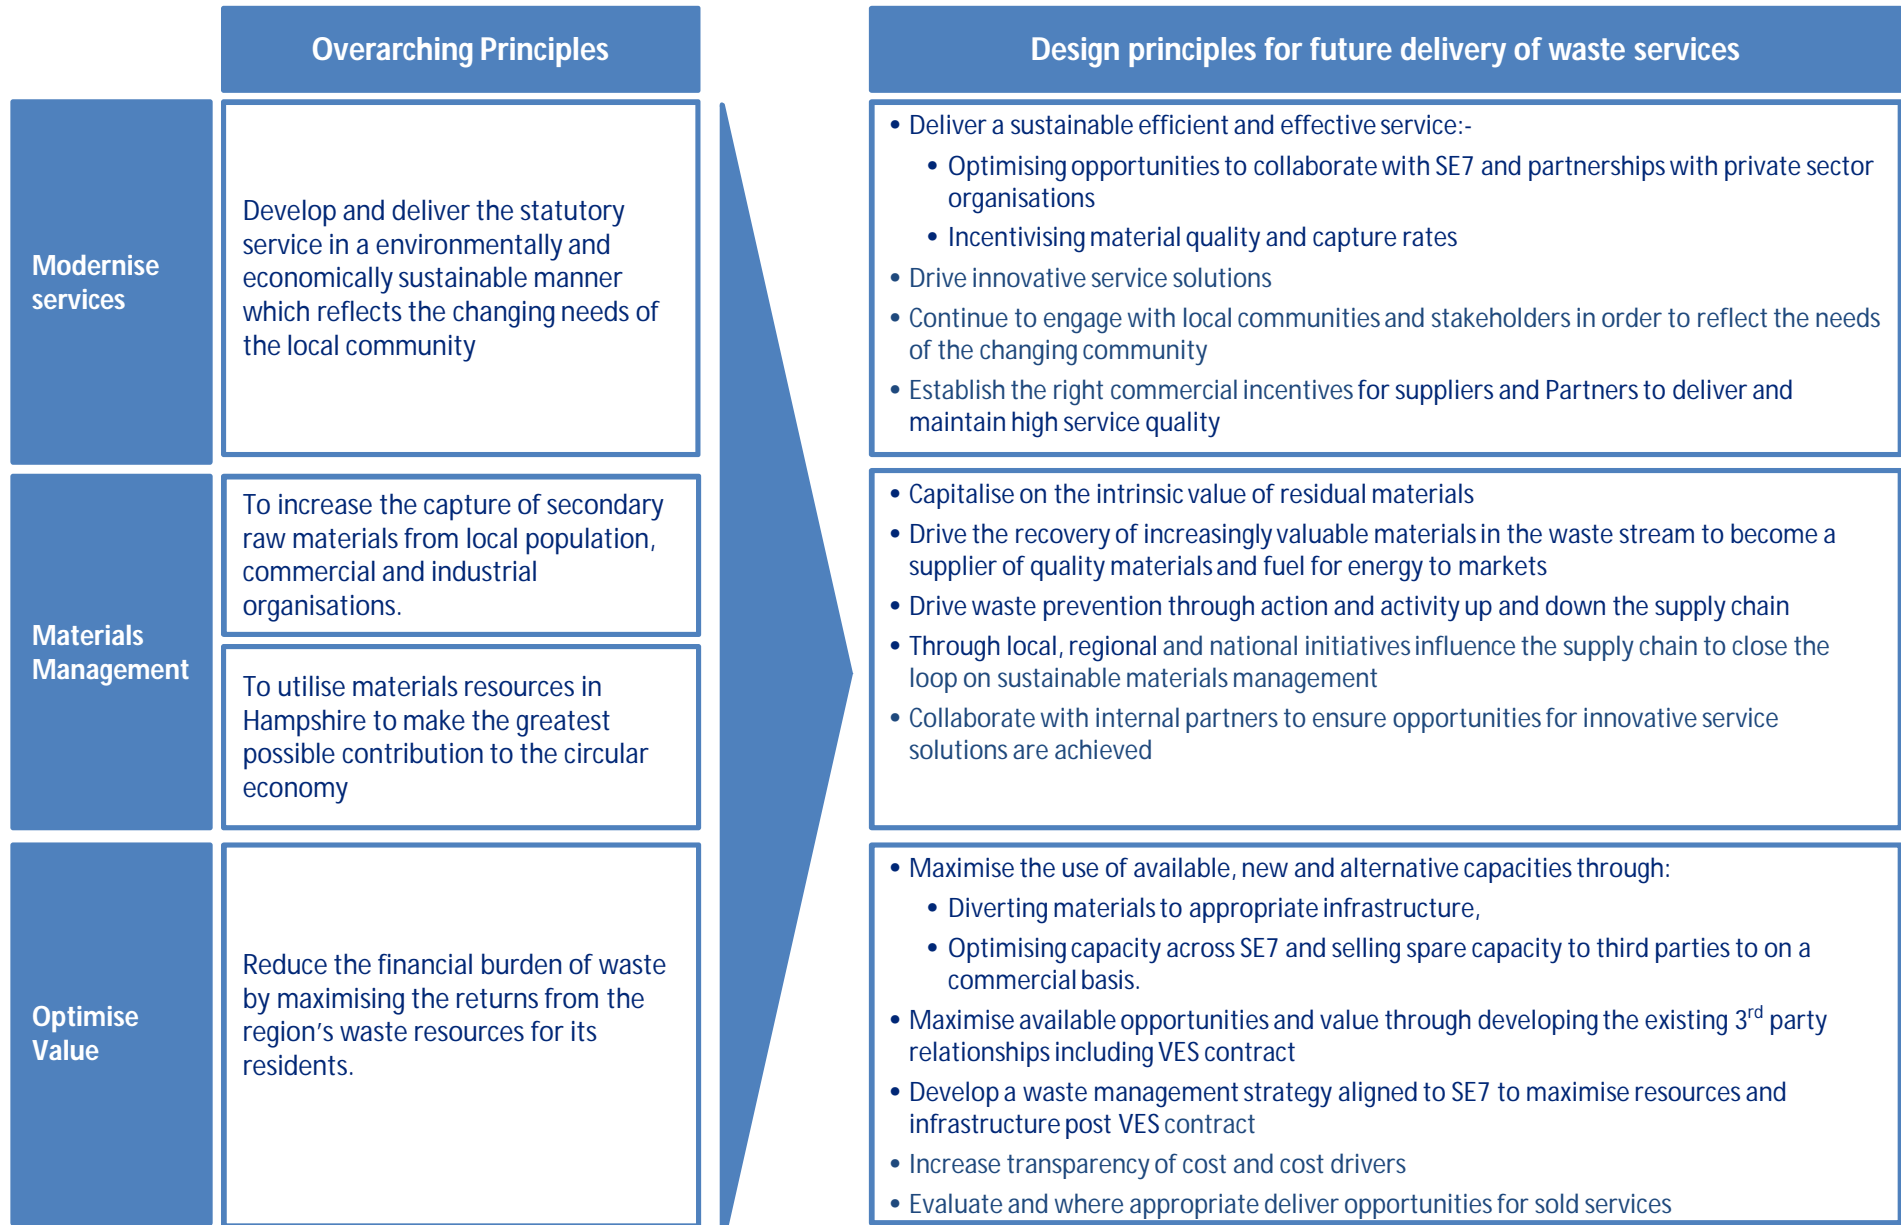 Overarching Principles
Design principles for future delivery of waste services
Modernise
services
Develop and deliver the statutory
service in a environmentally and
economically sustainable manner
which reflects the changing needs of
the local community
• Deliver a sustainable efficient and effective service:-
• Optimising opportunities to collaborate with SE7 and partnerships with private sector
organisations
• Incentivising material quality and capture rates
• Drive innovative service solutions
• Continue to engage with local communities and stakeholders in order to reflect the needs
of the changing community
• Establish the right commercial incentives for suppliers and Partners to deliver and
maintain high service quality
Materials
Management
To increase the capture of secondary
raw materials from local population,
commercial and industrial
organisations.
To utilise materials resources in
Hampshire to make the greatest
possible contribution to the circular
economy
• Capitalise on the intrinsic value of residual materials
• Drive the recovery of increasingly valuable materials in the waste stream to become a
supplier of quality materials and fuel for energy to markets
• Drive waste prevention through action and activity up and down the supply chain
• Through local, regional and national initiatives influence the supply chain to close the
loop on sustainable materials management
• Collaborate with internal partners to ensure opportunities for innovative service
solutions are achieved
Optimise
Value
Reduce the financial burden of waste
by maximising the returns from the
region's waste resources for its
residents.
• Maximise the use of available, new and alternative capacities through:
• Diverting materials to appropriate infrastructure,
• Optimising capacity across SE7 and selling spare capacity to third parties to on a
commercial basis.
• Maximise available opportunities and value through developing the existing 3rd party
relationships including VES contract
• Develop a waste management strategy aligned to SE7 to maximise resources and
infrastructure post VES contract
• Increase transparency of cost and cost drivers
• Evaluate and where appropriate deliver opportunities for sold services